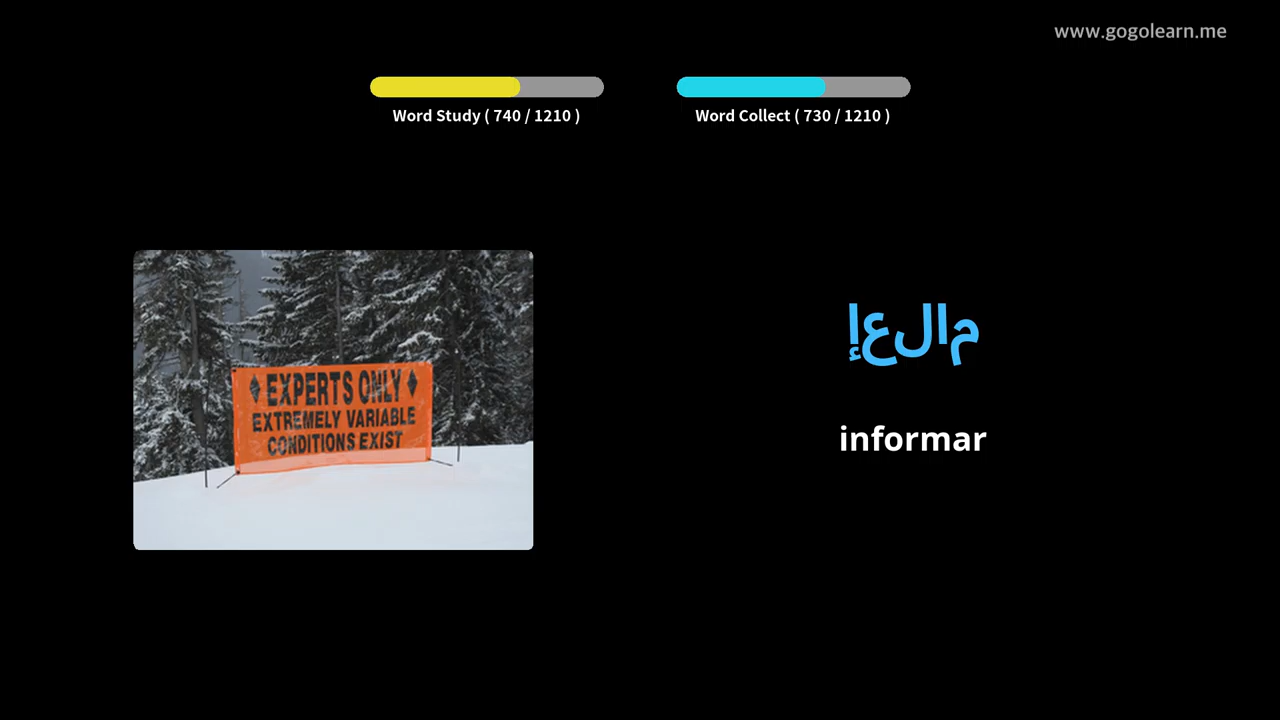 www.gogolearn.me
Word Study ( 740 / 1210 )
Word Collect ( 730 / 1210 )
EXPERTS ONLY
EXTREMELY VARIABLE
CONDITIONS EXIST
إعلام
informar